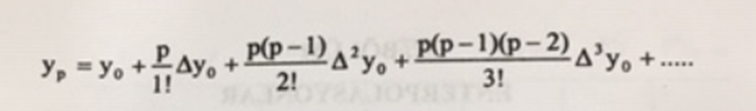 yₚ = y₀ + p/1! Δy₀ + p(p−1)/2! Δ²y₀ + p(p−1)(p−2)/3! Δ³y₀ + .....